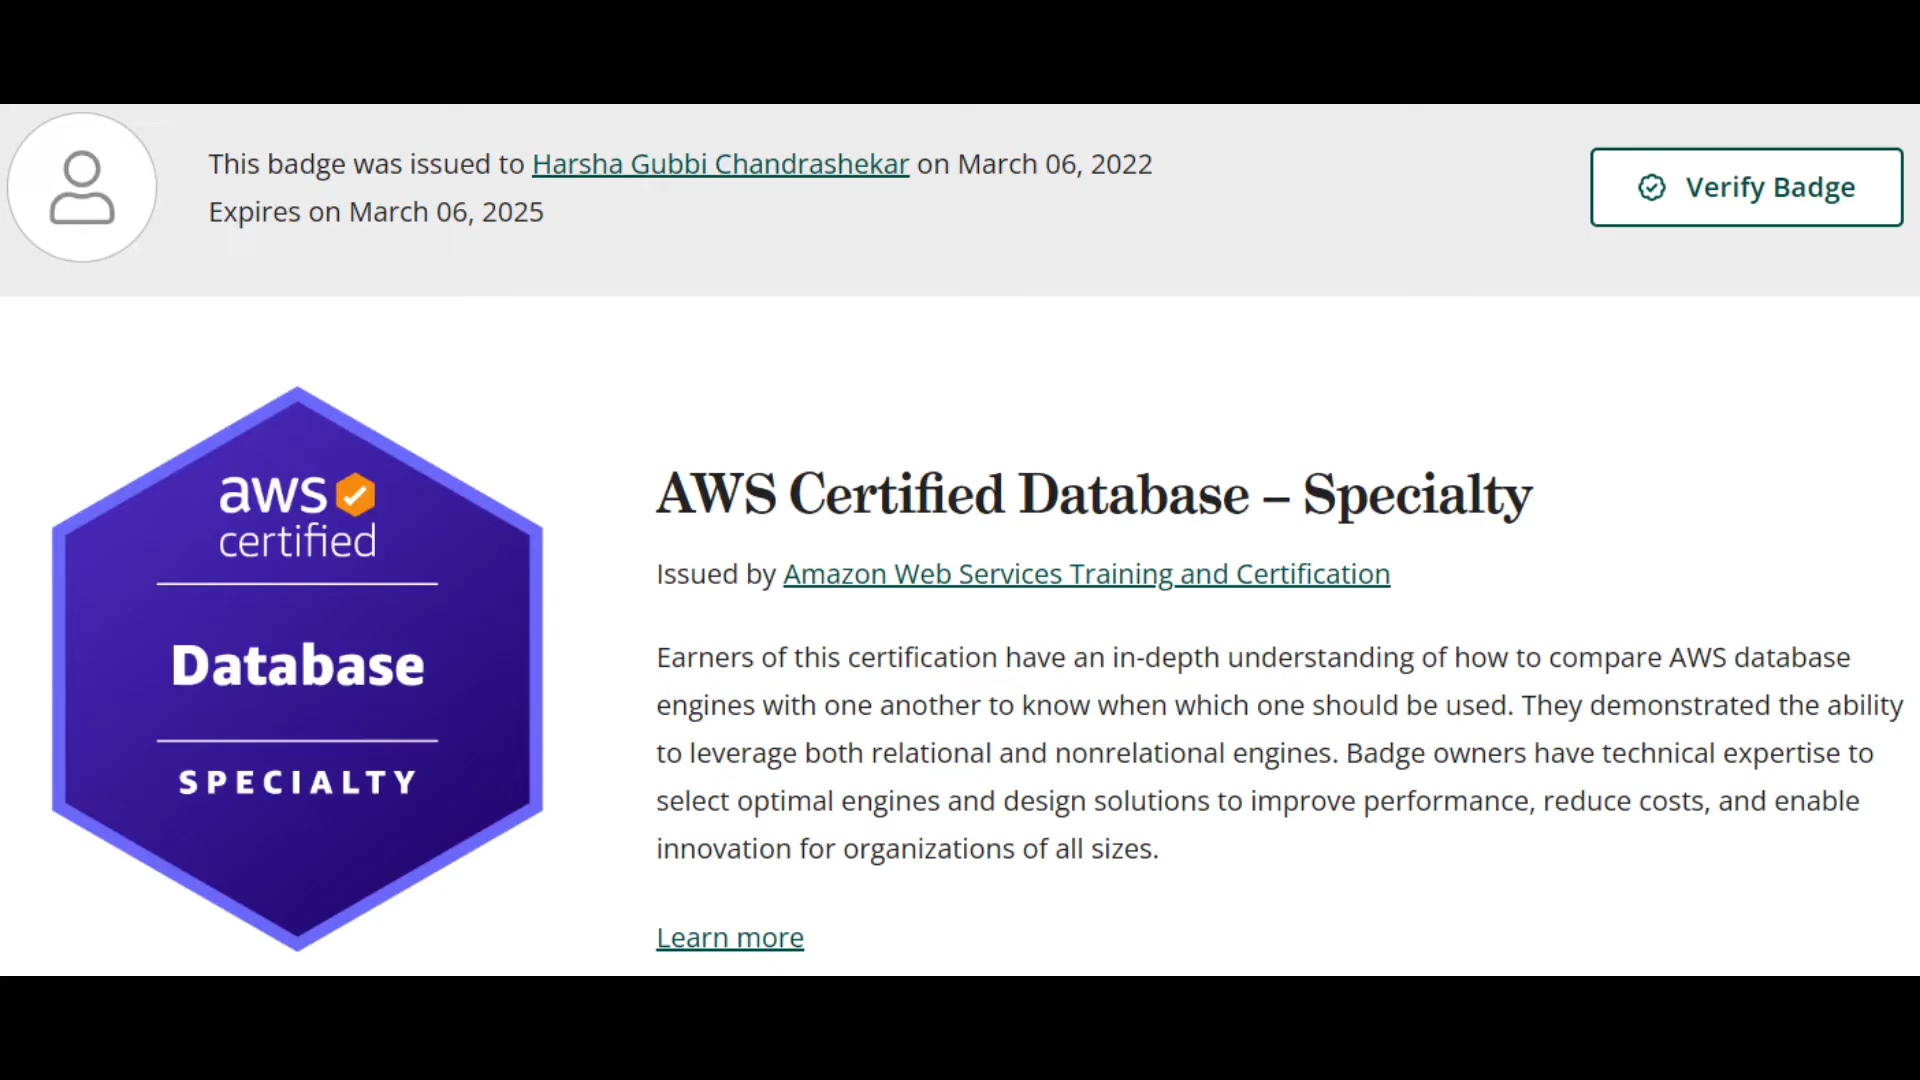 This badge was issued to Harsha Gubbi Chandrashekar on March 06, 2022
Expires on March 06, 2025
Verify Badge
aws
certified
Database
SPECIALTY
AWS Certified Database – Specialty
Issued by Amazon Web Services Training and Certification
Earners of this certification have an in-depth understanding of how to compare AWS database
engines with one another to know when which one should be used. They demonstrated the ability
to leverage both relational and nonrelational engines. Badge owners have technical expertise to
select optimal engines and design solutions to improve performance, reduce costs, and enable
innovation for organizations of all sizes.
Learn more